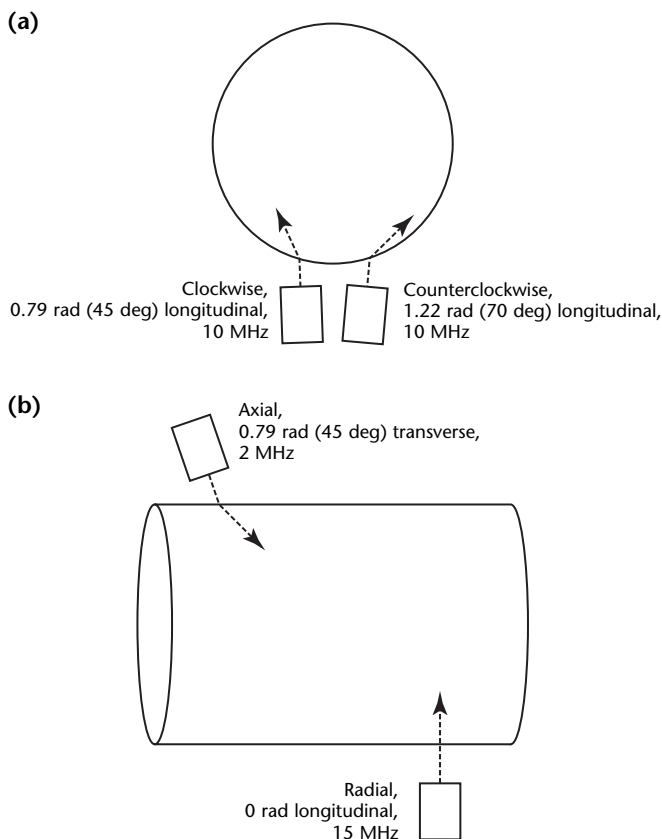 (a)
Clockwise,
0.79 rad (45 deg) longitudinal,
10 MHz
Counterclockwise,
1.22 rad (70 deg) longitudinal,
10 MHz
(b)
Axial,
0.79 rad (45 deg) transverse,
2 MHz
Radial,
0 rad longitudinal,
15 MHz